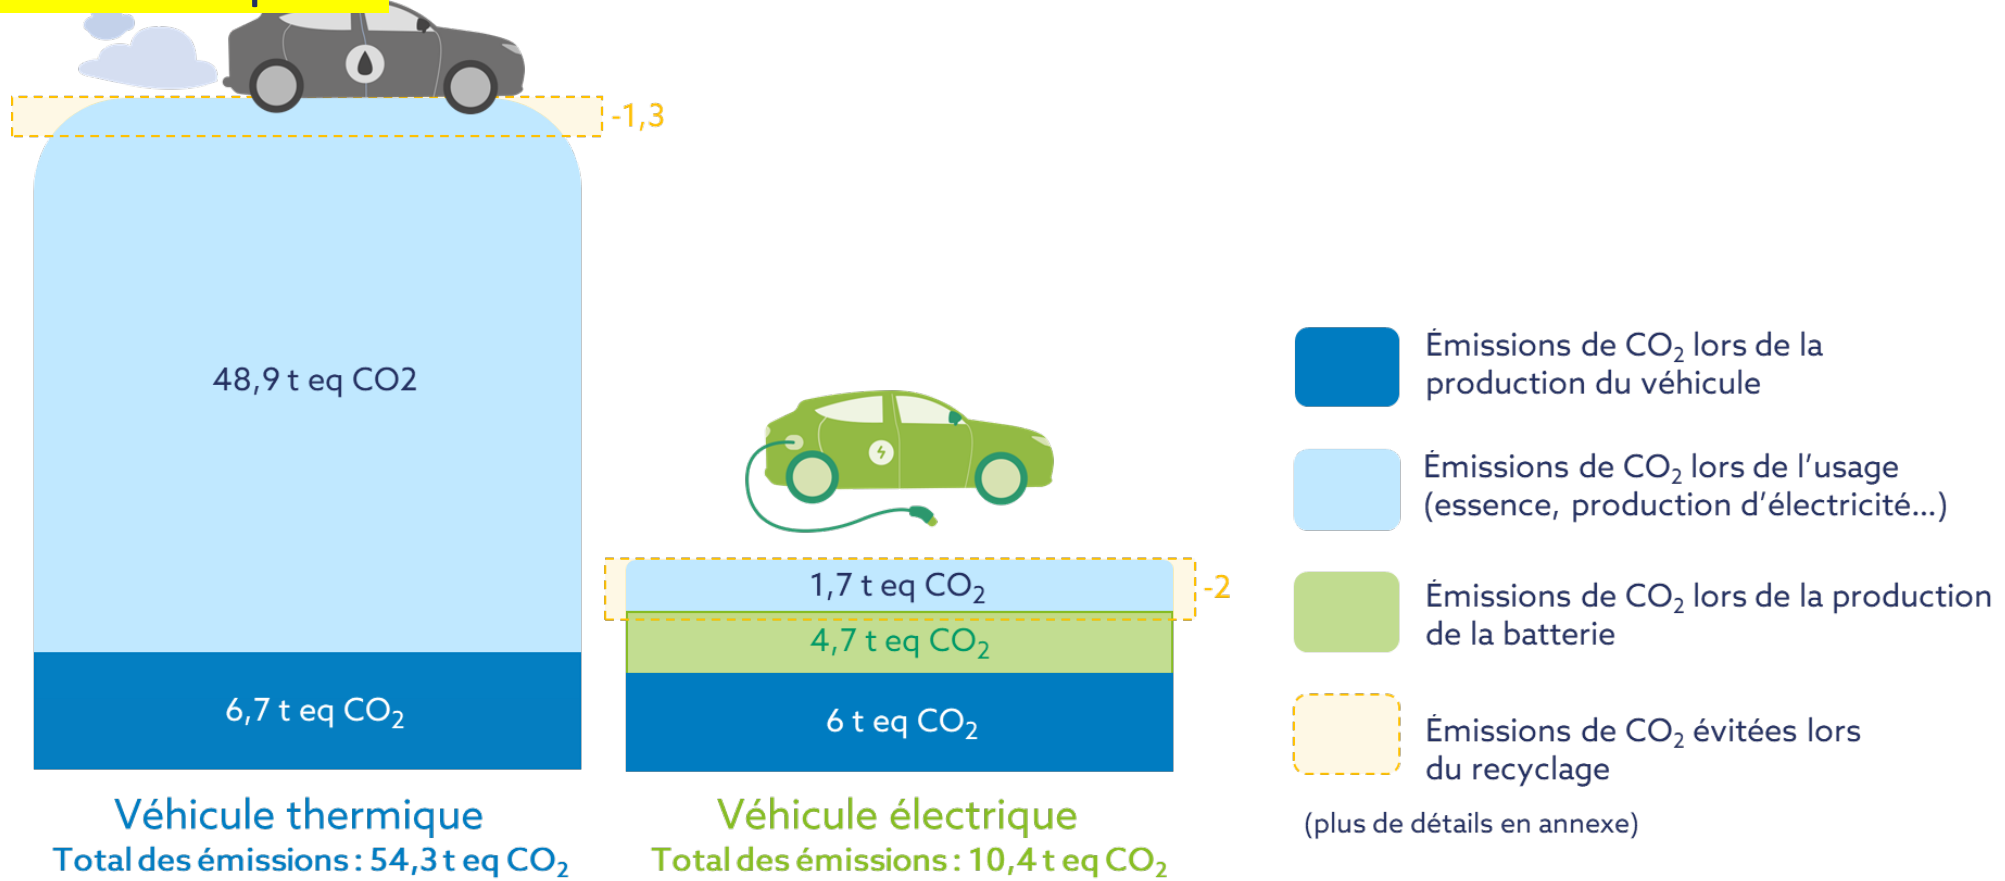 -1,3
48,9 t eq CO2
6,7 t eq CO₂
Véhicule thermique
Total des émissions : 54,3 t eq CO₂
-2
1,7 t eq CO₂
4,7 t eq CO₂
6 t eq CO₂
Véhicule électrique
Total des émissions : 10,4 t eq CO₂
Émissions de CO₂ lors de la
production du véhicule
Émissions de CO₂ lors de l'usage
(essence, production d'électricité...)
Émissions de CO₂ lors de la production
de la batterie
Émissions de CO₂ évitées lors
du recyclage
(plus de détails en annexe)